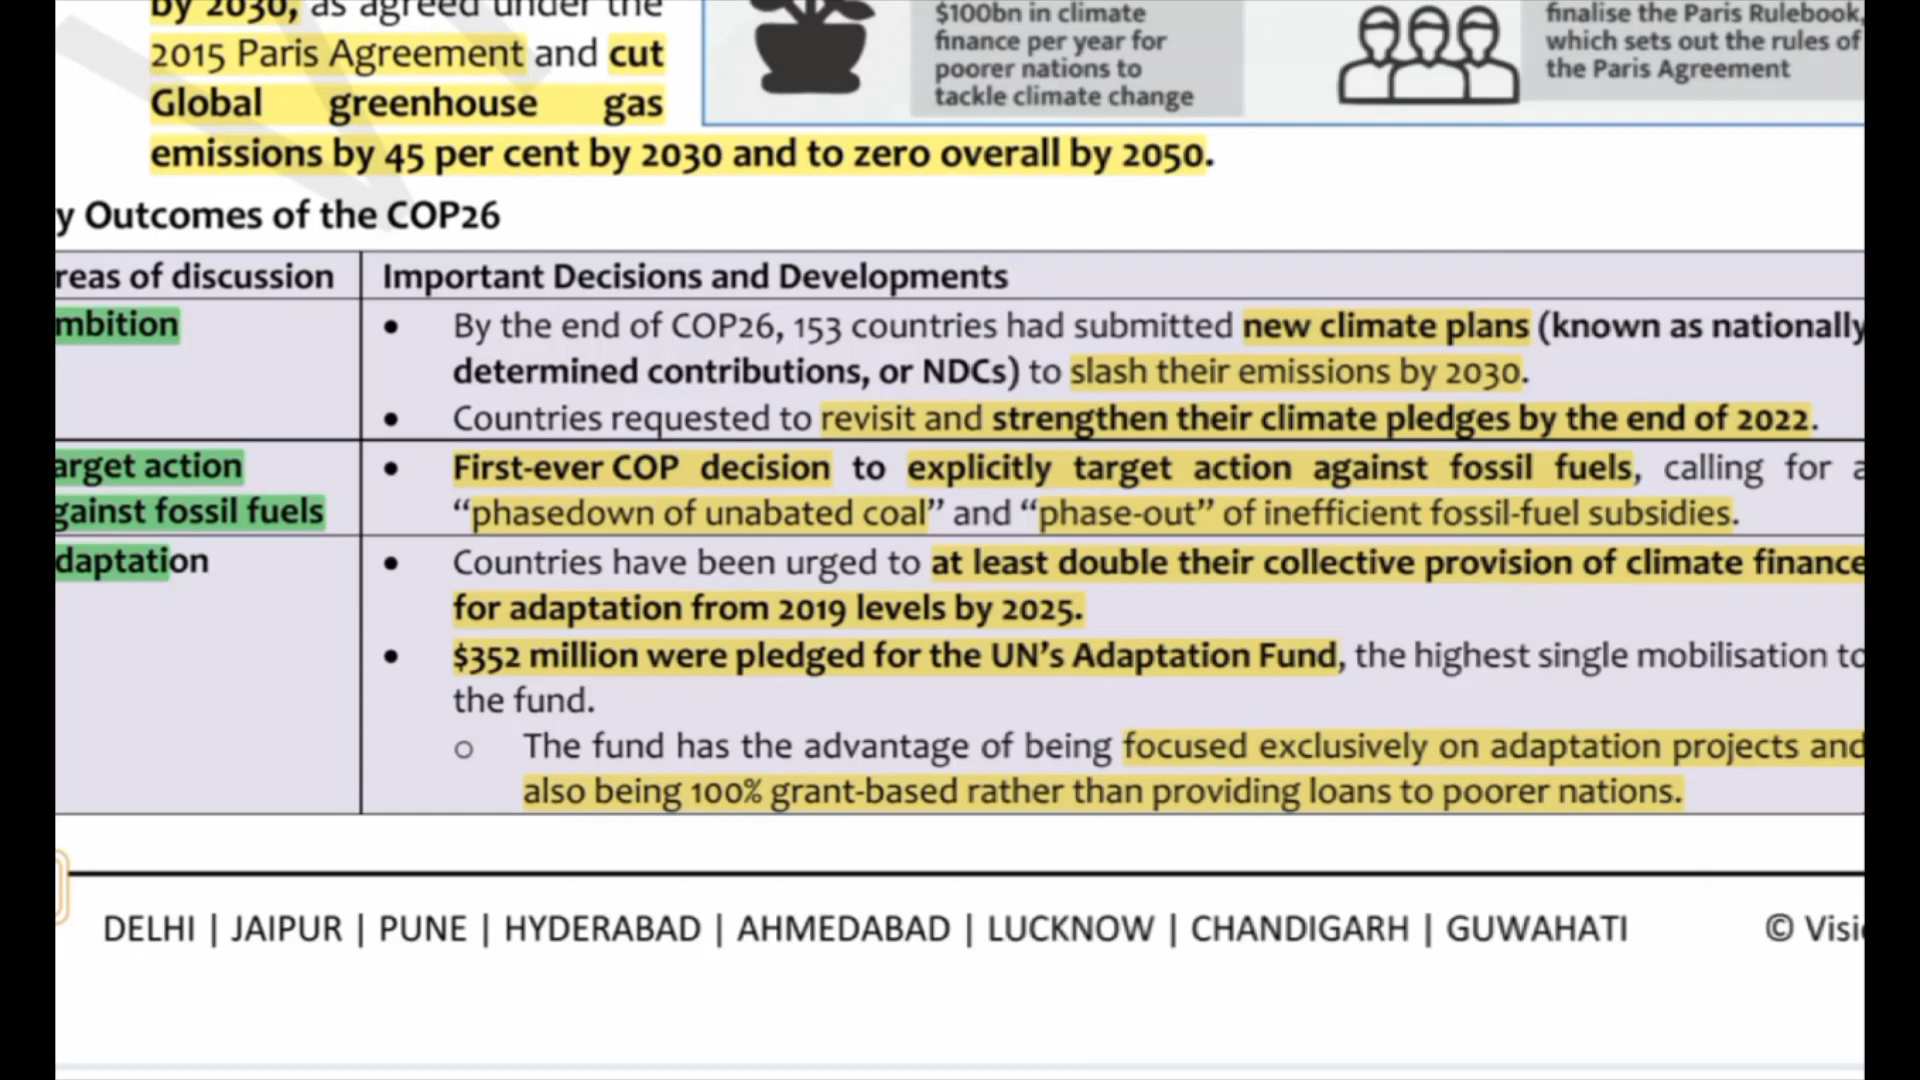 by 2030, as agreed under the
2015 Paris Agreement and cut
Global greenhouse gas
emissions by 45 per cent by 2030 and to zero overall by 2050.
$100bn in climate
finance per year for
poorer nations to
tackle climate change
finalise the Paris Rulebook,
which sets out the rules of
the Paris Agreement
y Outcomes of the COP26
reas of discussion
Important Decisions and Developments
mbition
• By the end of COP26, 153 countries had submitted new climate plans (known as nationally
determined contributions, or NDCs) to slash their emissions by 2030.
• Countries requested to revisit and strengthen their climate pledges by the end of 2022.
arget action
gainst fossil fuels
• First-ever COP decision to explicitly target action against fossil fuels, calling for a
“phasedown of unabated coal” and “phase-out” of inefficient fossil-fuel subsidies.
daptation
• Countries have been urged to at least double their collective provision of climate finance
for adaptation from 2019 levels by 2025.
• $352 million were pledged for the UN’s Adaptation Fund, the highest single mobilisation to
the fund.
o The fund has the advantage of being focused exclusively on adaptation projects and
also being 100% grant-based rather than providing loans to poorer nations.
DELHI | JAIPUR | PUNE | HYDERABAD | AHMEDABAD | LUCKNOW | CHANDIGARH | GUWAHATI
© Visi